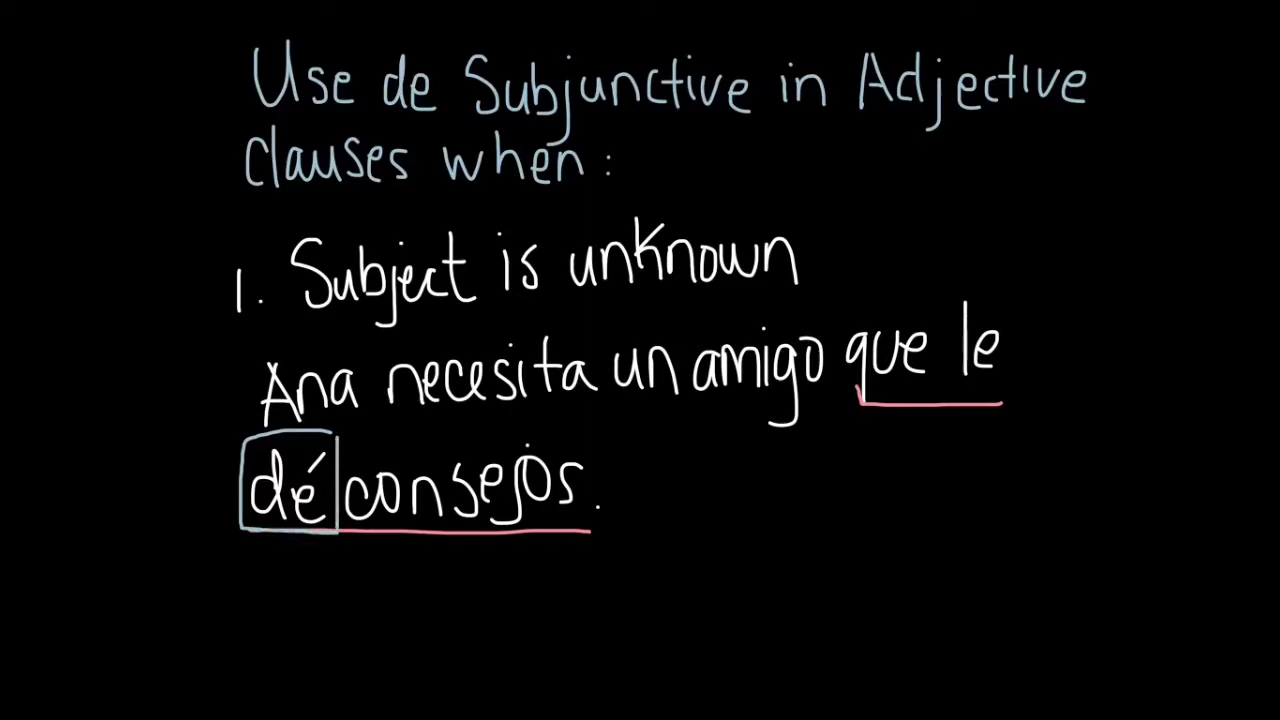 Use de Subjunctive in Adjective
clauses when:
1. Subject is unknown
Ana necesita un amigo que le
dé consejos.